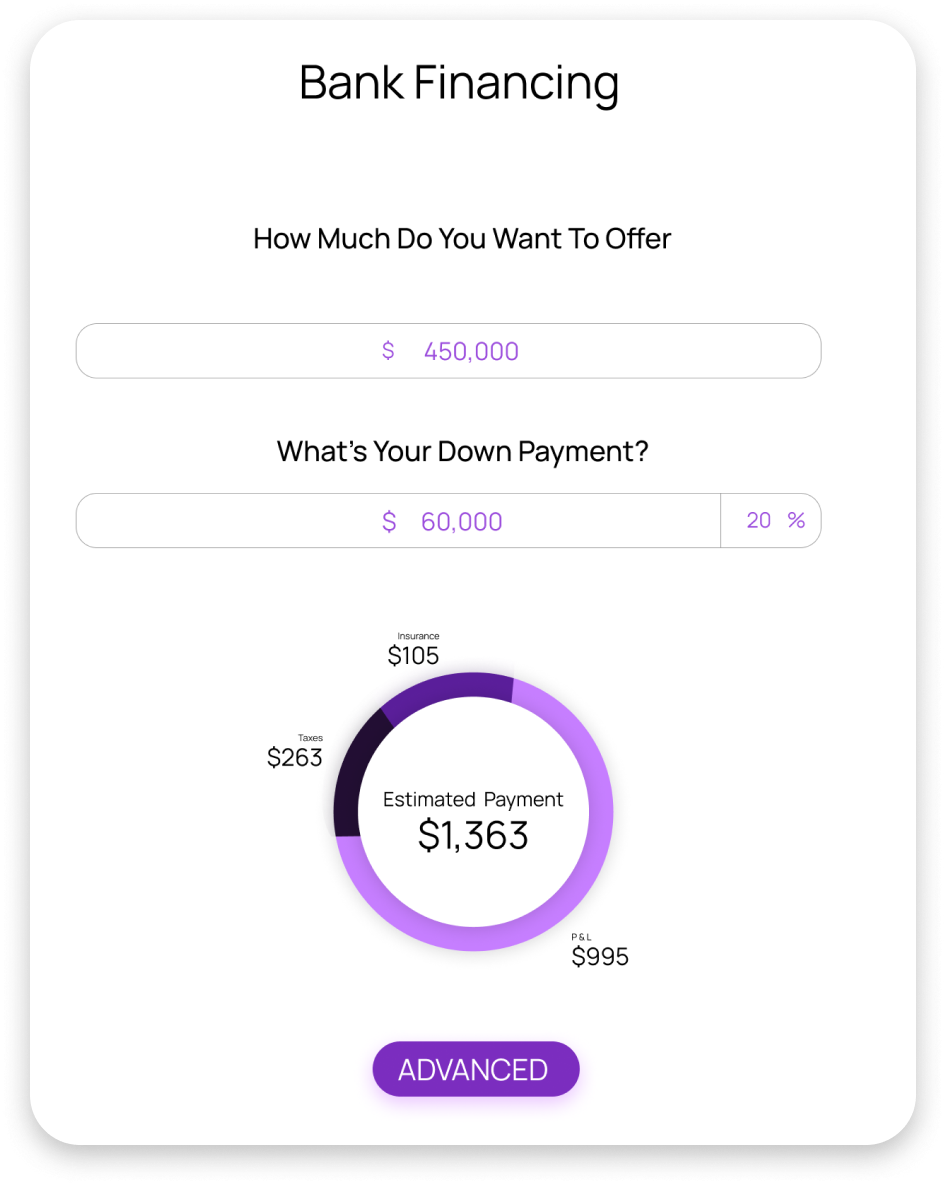 Bank Financing
How Much Do You Want To Offer
$ 450,000
What's Your Down Payment?
$ 60,000 20 %
Insurance
$105
Taxes
$263
Estimated Payment
$1,363
P & L
$995
ADVANCED